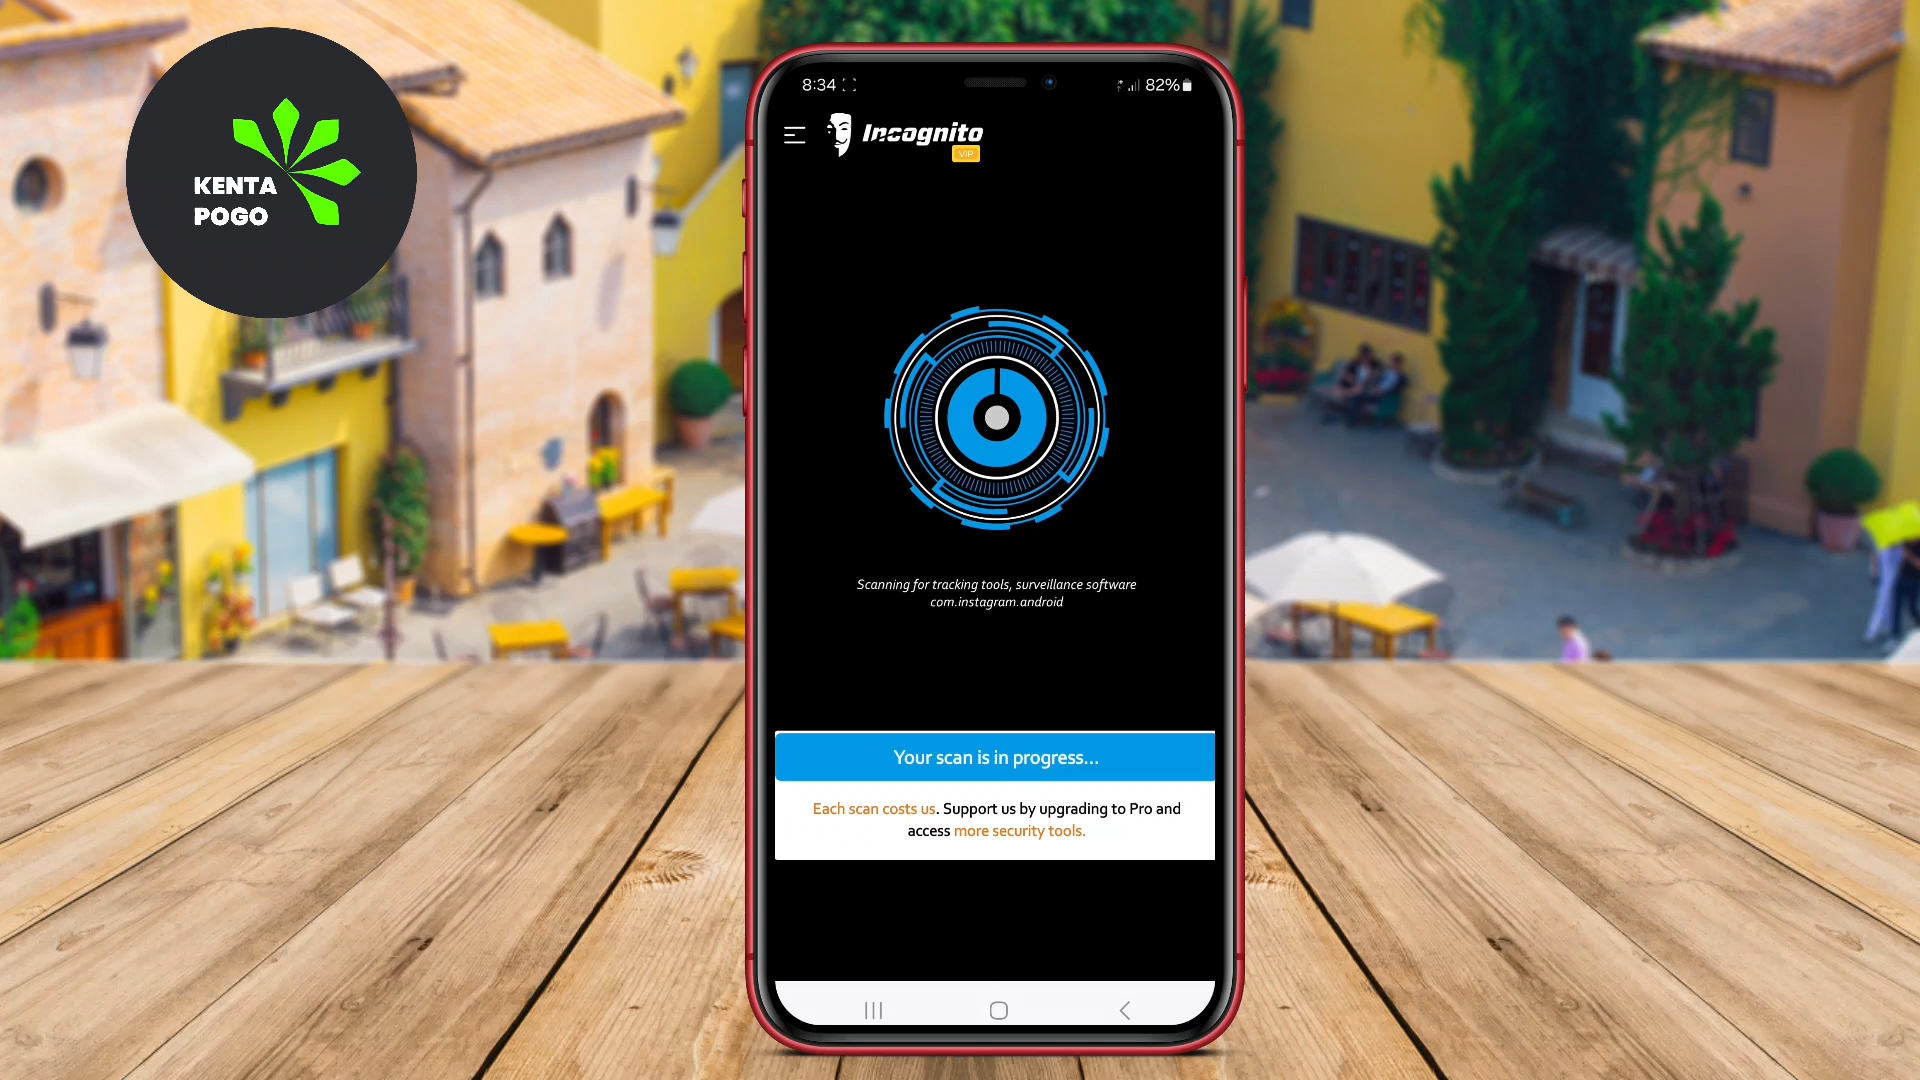 KENTA
POGO
8:34
82%
Incognito
VIP
Scanning for tracking tools, surveillance software
com.instagram.android
Your scan is in progress...
Each scan costs us. Support us by upgrading to Pro and
access more security tools.